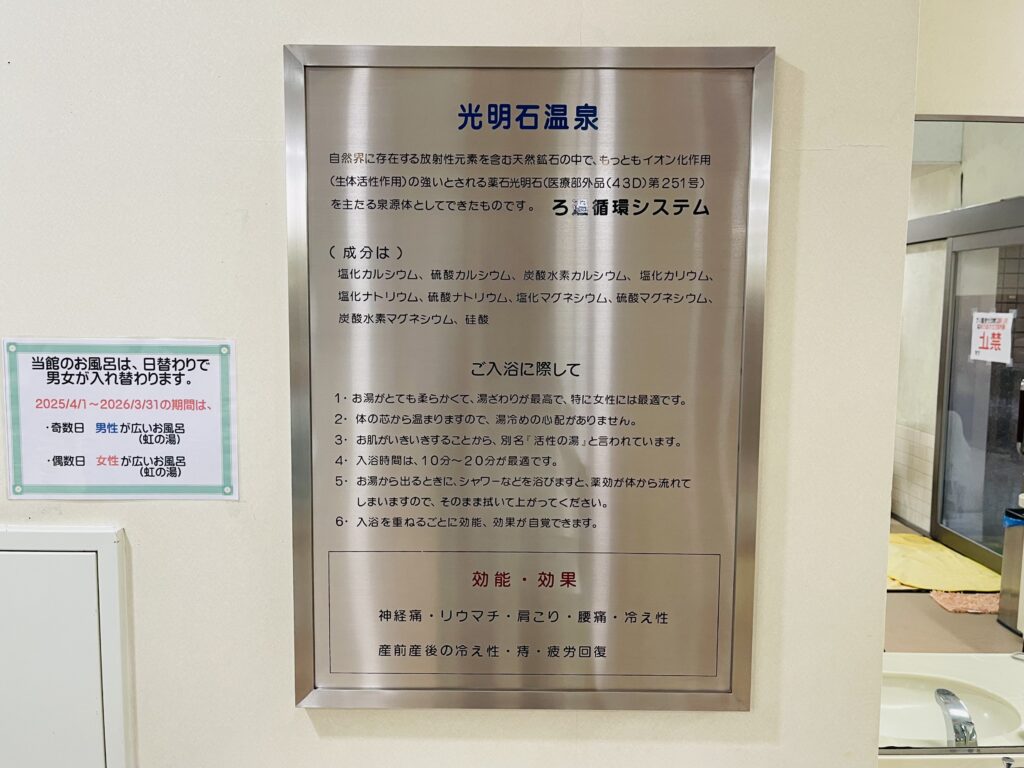 光明石温泉
自然界に存在する放射性元素を含む天然鉱石の中で、もっともイオン化作用
（生体活性作用）の強いとされる薬石光明石（医療部外品（４３Ｄ）第２５１号）
を主たる泉源体としてできたものです。 ろ過循環システム
（成分は）
塩化カルシウム、硫酸カルシウム、炭酸水素カルシウム、塩化カリウム、
塩化ナトリウム、硫酸ナトリウム、塩化マグネシウム、硫酸マグネシウム、
炭酸水素マグネシウム、硅酸
ご入浴に際して
1・お湯がとても柔らかくて、湯ざわりが最高で、特に女性には最適です。
2・体の芯から温まりますので、湯冷めの心配がありません。
3・お肌がいきいきすることから、別名「活性の湯」と言われています。
4・入浴時間は、１０分〜２０分が最適です。
5・お湯から出るときに、シャワーなどを浴びますと、薬効が体から流れて
しまいますので、そのまま拭いて上がってください。
6・入浴を重ねるごとに効能、効果が自覚できます。
効能・効果
神経痛・リウマチ・肩こり・腰痛・冷え性
産前産後の冷え性・痔・疲労回復
当館のお風呂は、日替わりで
男女が入れ替わります。
2025/4/1～2026/3/31の期間は、
・奇数日 男性が広いお風呂
（虹の湯）
・偶数日 女性が広いお風呂
（虹の湯）
禁止